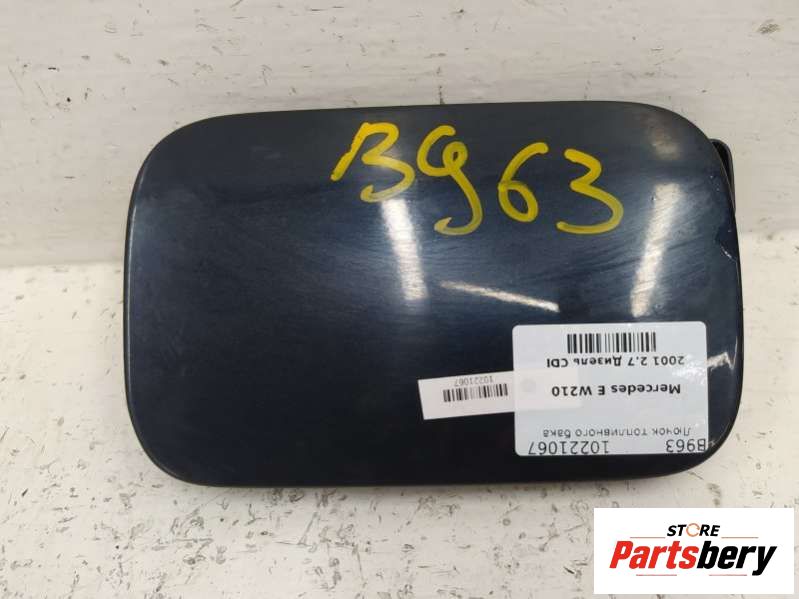 B963
B963 10221067
Лючок топливного бака
Mercedes E W210
2001 2.7 Дизель CDI
10221067
STORE
Partsbery